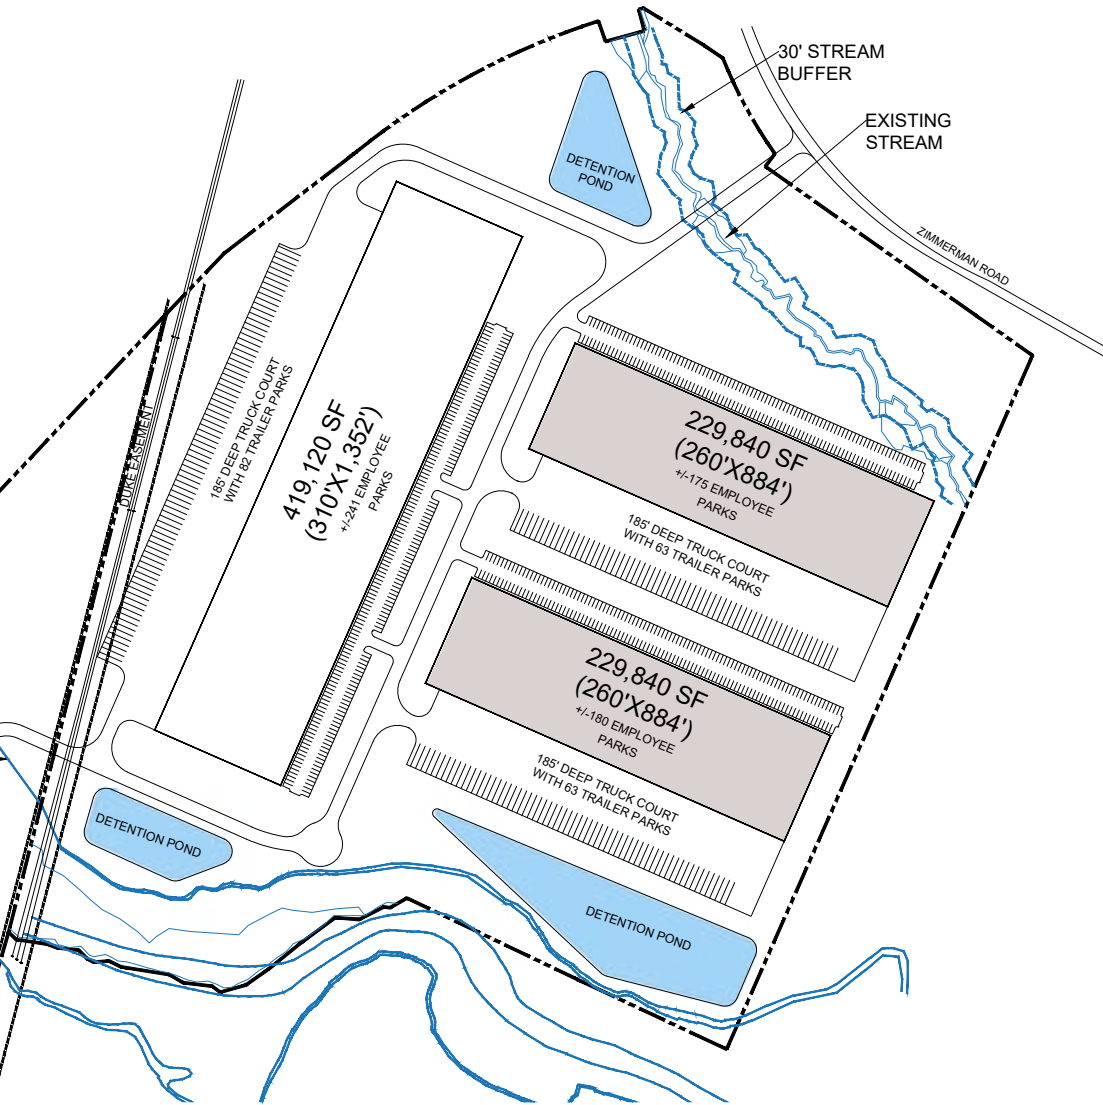 30' STREAM
BUFFER
EXISTING
STREAM
DETENTION
POND
ZIMMERMAN ROAD
DUKE EASEMENT
185' DEEP TRUCK COURT
WITH 82 TRAILER PARKS
419,120 SF
(310'X1,352')
+/-241 EMPLOYEE
PARKS
229,840 SF
(260'X884')
+/-175 EMPLOYEE
PARKS
185' DEEP TRUCK COURT
WITH 63 TRAILER PARKS
229,840 SF
(260'X884')
+/-180 EMPLOYEE
PARKS
185' DEEP TRUCK COURT
WITH 63 TRAILER PARKS
DETENTION POND
DETENTION POND